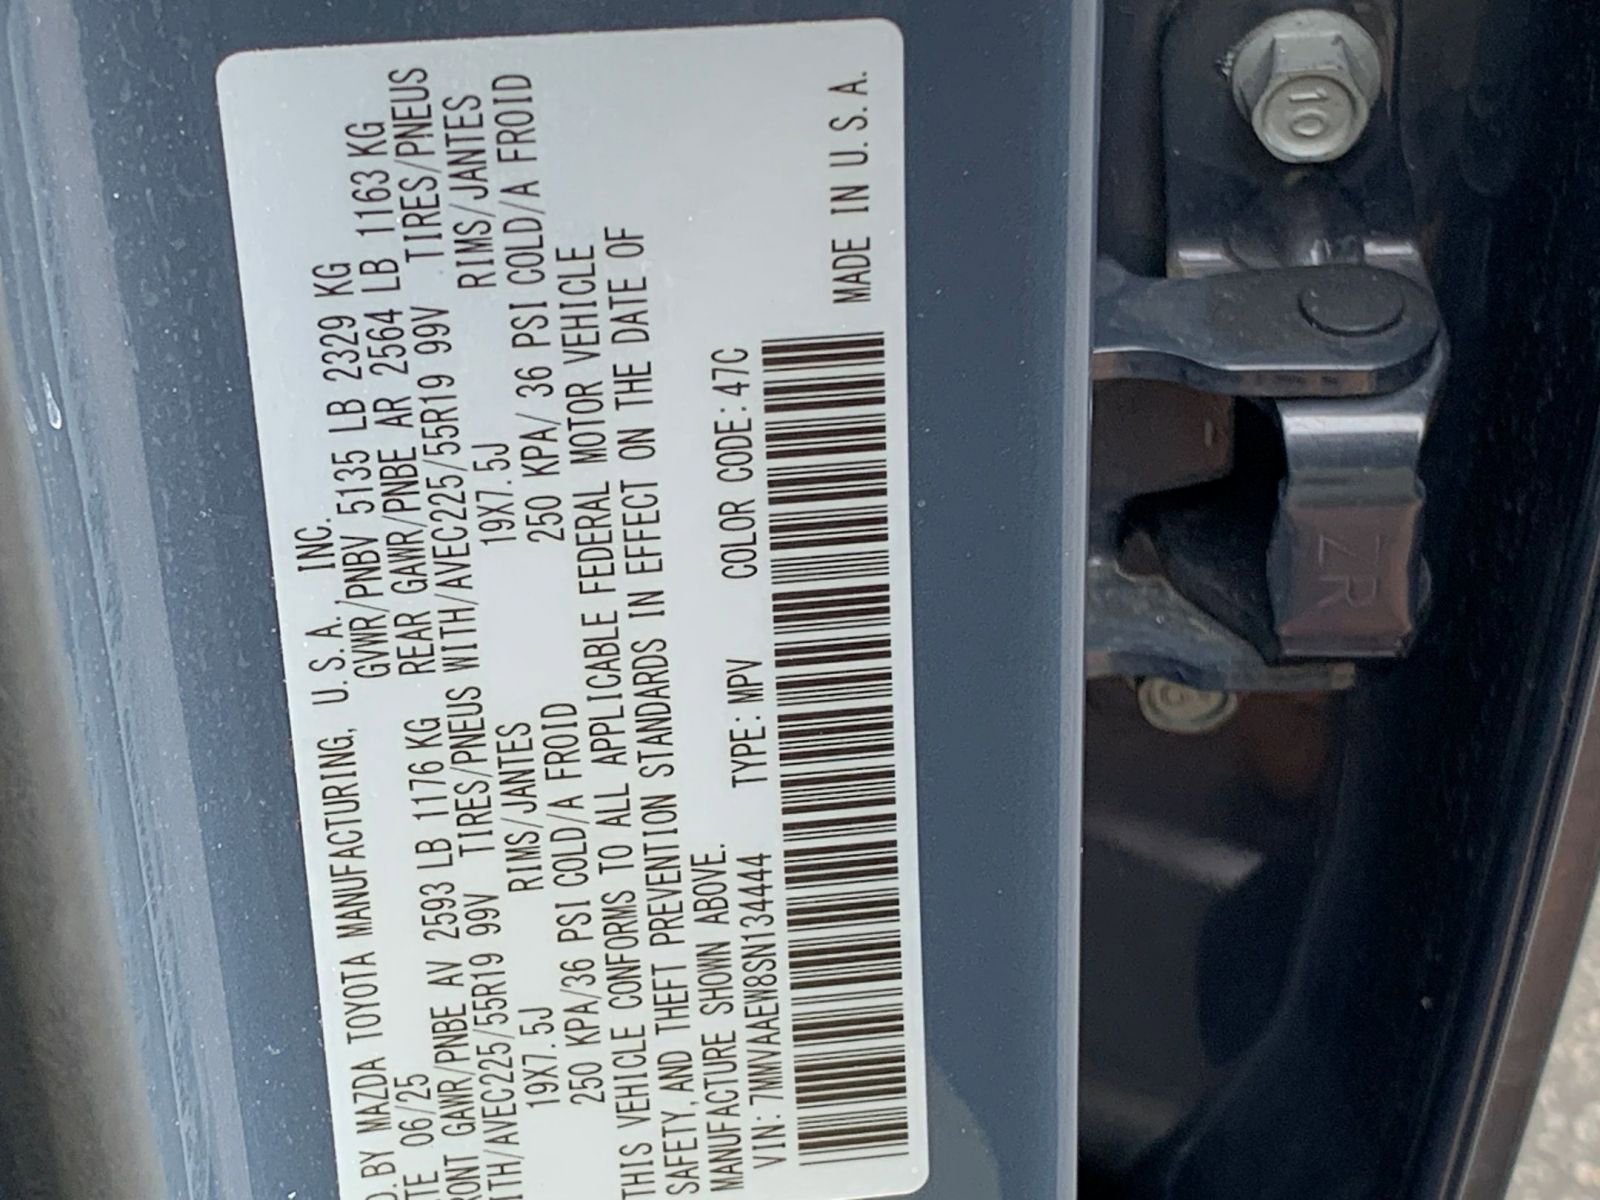 D.BY MAZDA TOYOTA MANUFACTURING, U.S.A. INC.
TE 06/25 GVWR/PNBV 5135 LB 2329 KG
RONT GAWR/PNBE AV 2593 LB 1176 KG REAR GAWR/PNBE AR 2564 LB 1163 KG
ITH/AVEC225/55R19 99V TIRES/PNEUS WITH/AVEC225/55R19 99V TIRES/PNEUS
19X7.5J RIMS/JANTES 19X7.5J RIMS/JANTES
250 KPA/36 PSI COLD/A FROID 250 KPA/ 36 PSI COLD/A FROID
THIS VEHICLE CONFORMS TO ALL APPLICABLE FEDERAL MOTOR VEHICLE
SAFETY,AND THEFT PREVENTION STANDARDS IN EFFECT ON THE DATE OF
MANUFACTURE SHOWN ABOVE.
VIN: 7MMVAAEW8SN134444 TYPE: MPV COLOR CODE: 47C
MADE IN U.S.A.
10
ZR